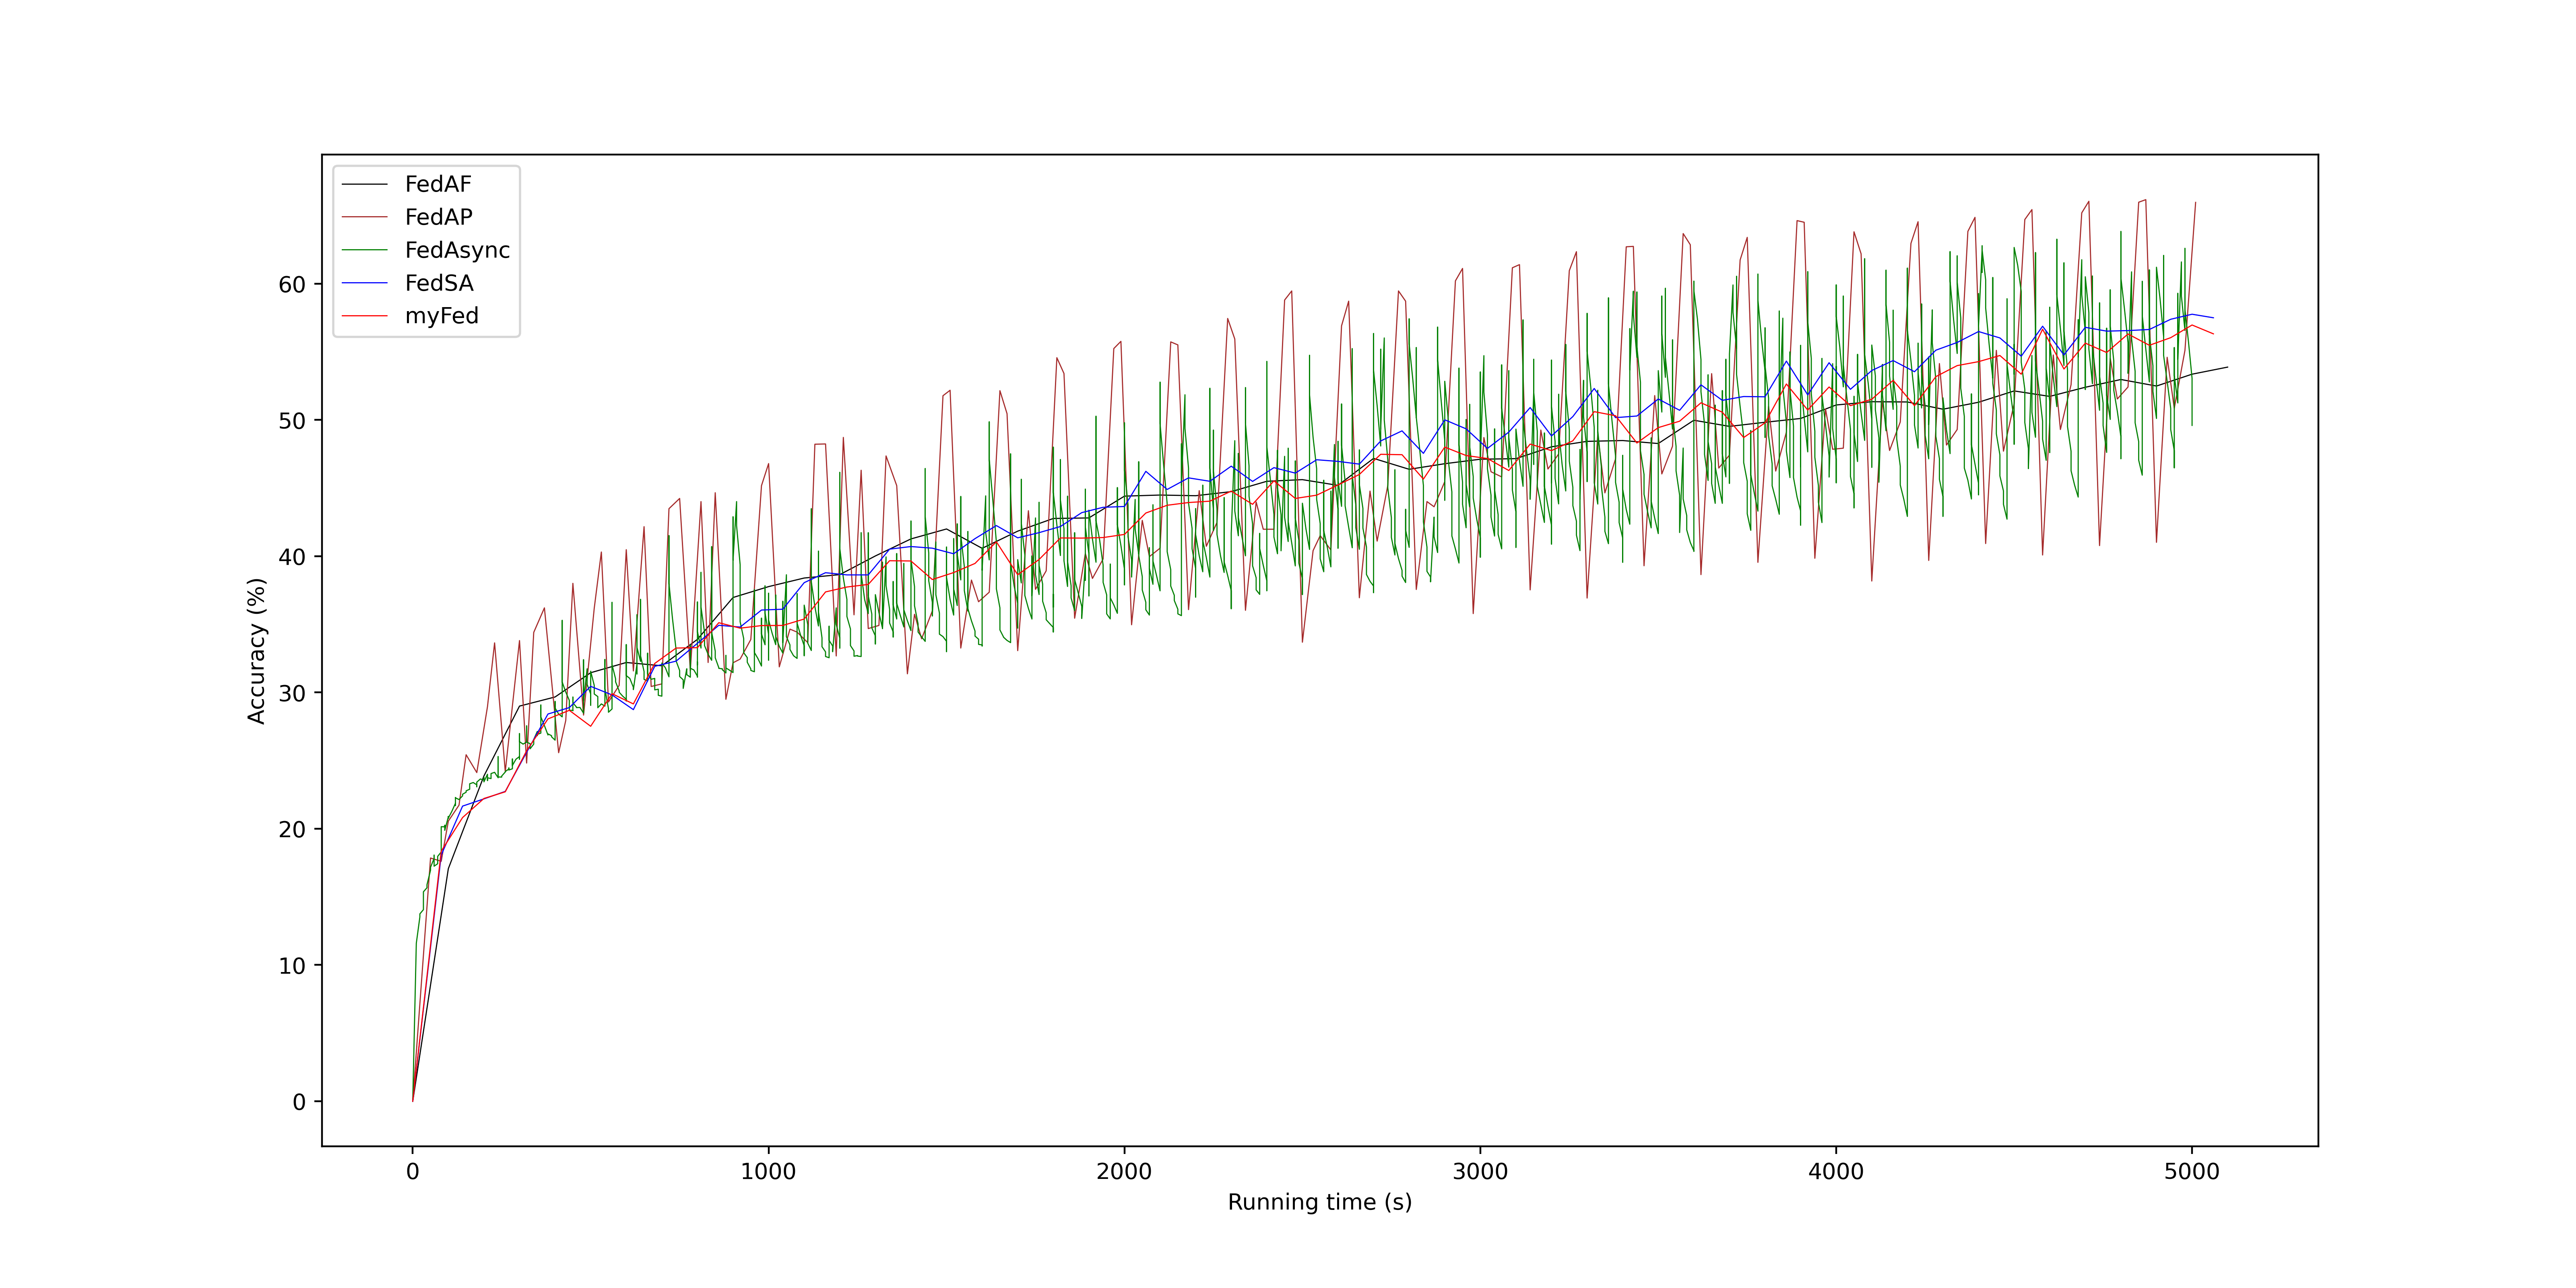 FedAF
FedAP
FedAsync
FedSA
myFed
60
50
40
30
20
10
0
Accuracy (%)
0 1000 2000 3000 4000 5000
Running time (s)